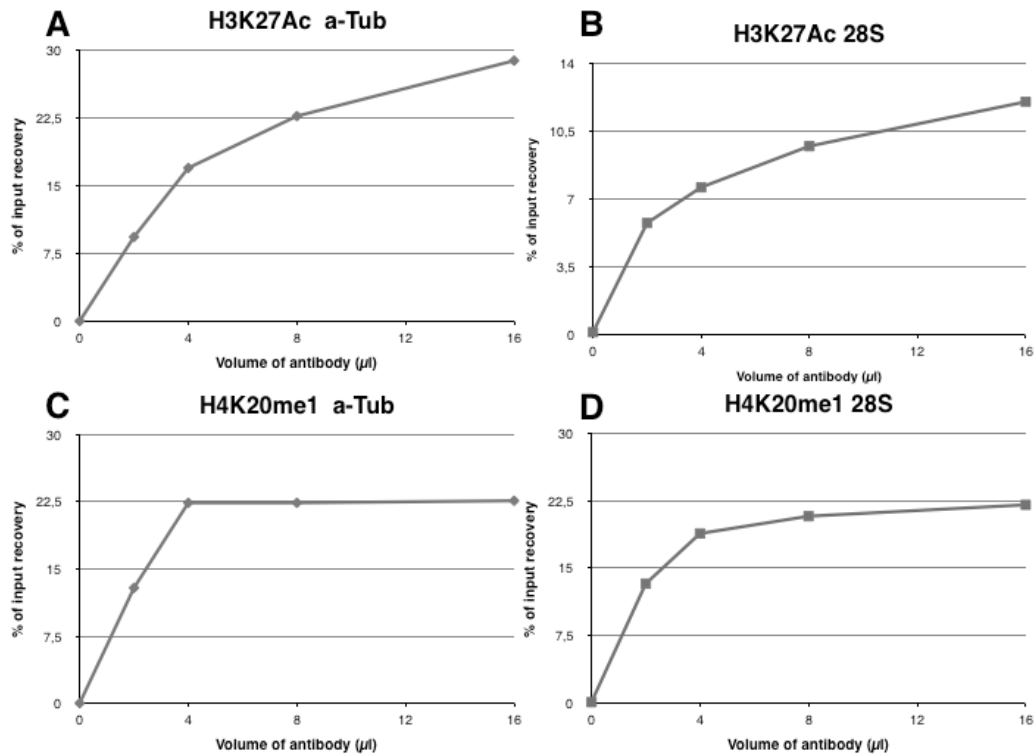 A
H3K27Ac a-Tub
30
22,5
15
7,5
0
% of input recovery
0 4 8 12 16
Volume of antibody (µl)
B
H3K27Ac 28S
14
10,5
7
3,5
0
% of input recovery
0 4 8 12 16
Volume of antibody (µl)
C
H4K20me1 a-Tub
30
22,5
15
7,5
0
% of input recovery
0 4 8 12 16
Volume of antibody (µl)
D
H4K20me1 28S
30
22,5
15
7,5
0
% of input recovery
0 4 8 12 16
Volume of antibody (µl)